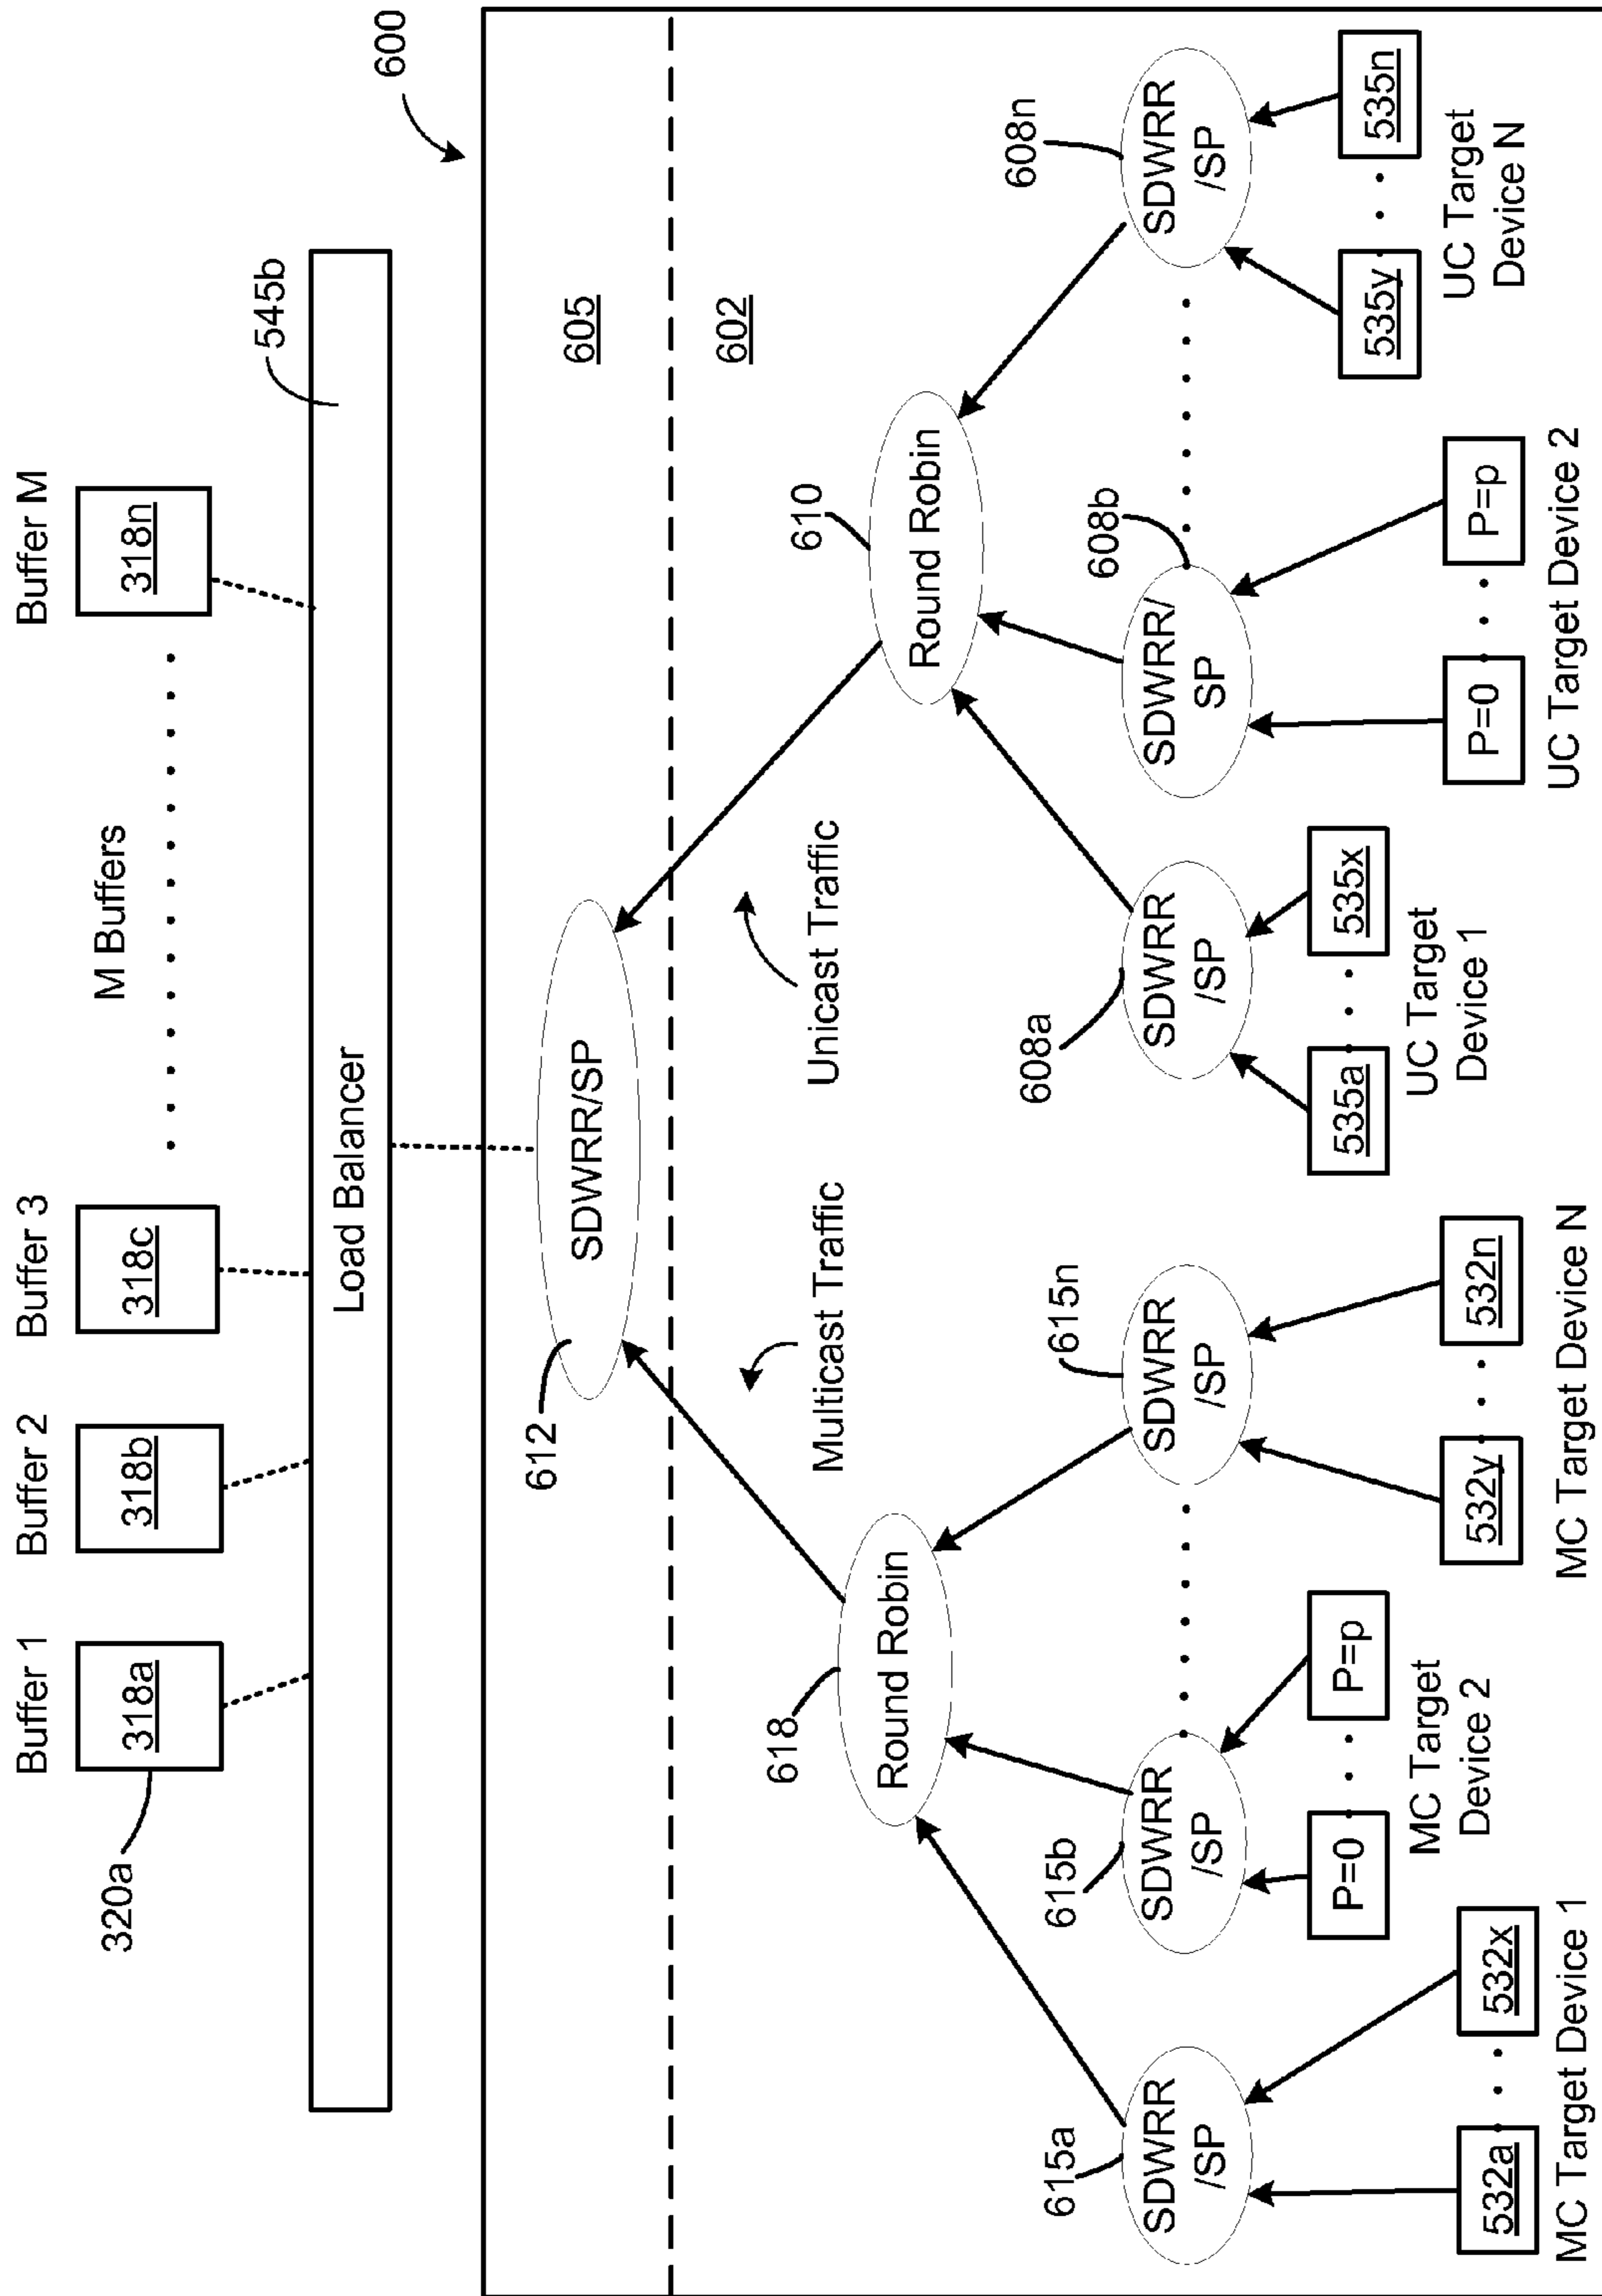 Buffer 1
Buffer 2
Buffer 3
M Buffers
Buffer M
318a
318b
318c
318n
320a
545b
Load Balancer
600
605
612
SDWRR/SP
602
Multicast Traffic
Unicast Traffic
618
Round Robin
610
Round Robin
615a
SDWRR
/SP
615b
SDWRR
/SP
615n
SDWRR
/SP
608a
SDWRR
/SP
608b
SDWRR/
SP
608n
SDWRR
/SP
532a
532x
MC Target Device 1
P=0
P=p
MC Target
Device 2
532y
532n
MC Target Device N
535a
535x
UC Target
Device 1
P=0
P=p
UC Target Device 2
535y
535n
UC Target
Device N